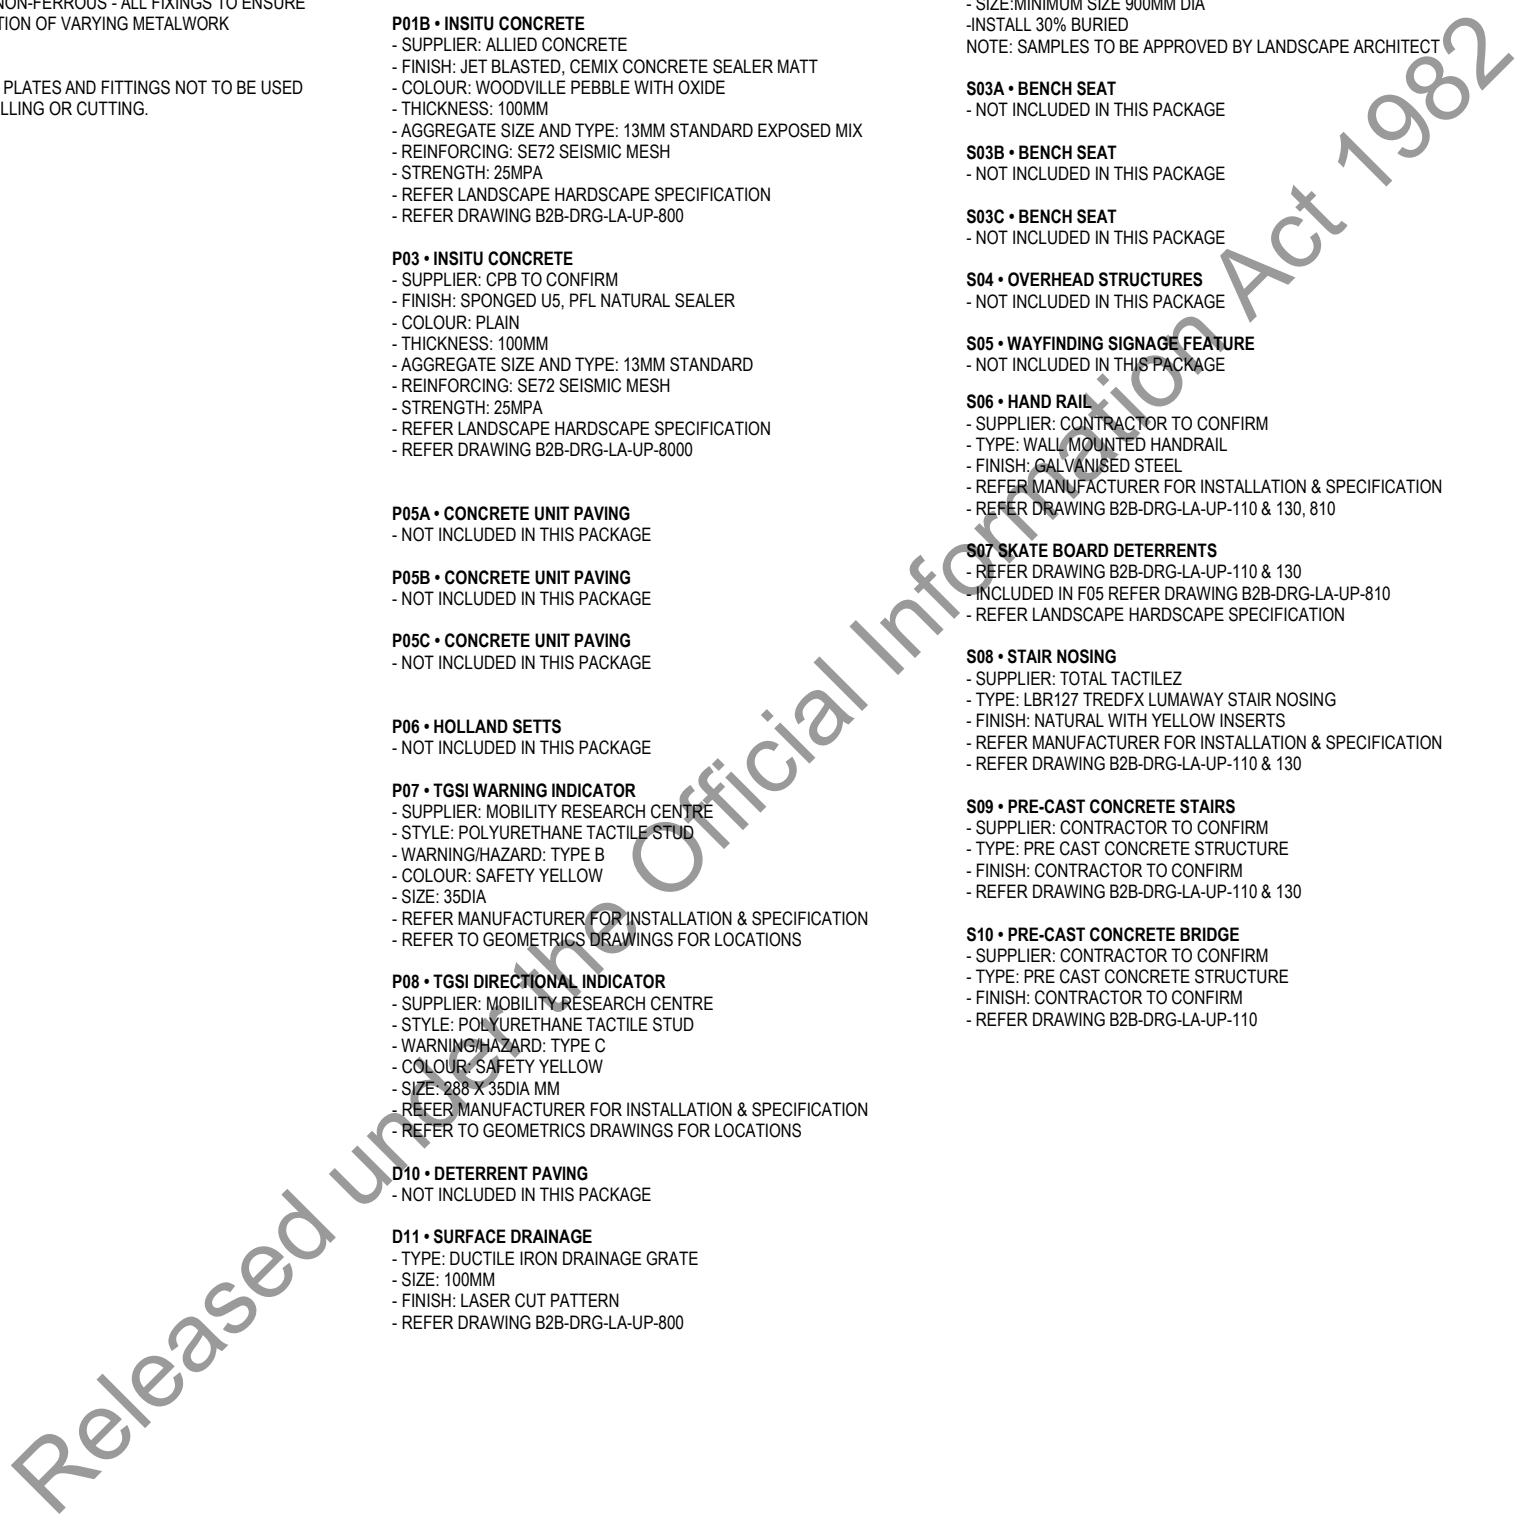 NON-FERROUS - ALL FIXINGS TO ENSURE
TION OF VARYING METALWORK
PLATES AND FITTINGS NOT TO BE USED
LLING OR CUTTING.
P01B • INSITU CONCRETE
- SUPPLIER: ALLIED CONCRETE
- FINISH: JET BLASTED, CEMIX CONCRETE SEALER MATT
- COLOUR: WOODVILLE PEBBLE WITH OXIDE
- THICKNESS: 100MM
- AGGREGATE SIZE AND TYPE: 13MM STANDARD EXPOSED MIX
- REINFORCING: SE72 SEISMIC MESH
- STRENGTH: 25MPA
- REFER LANDSCAPE HARDSCAPE SPECIFICATION
- REFER DRAWING B2B-DRG-LA-UP-800
P03 • INSITU CONCRETE
- SUPPLIER: CPB TO CONFIRM
- FINISH: SPONGED U5, PFL NATURAL SEALER
- COLOUR: PLAIN
- THICKNESS: 100MM
- AGGREGATE SIZE AND TYPE: 13MM STANDARD
- REINFORCING: SE72 SEISMIC MESH
- STRENGTH: 25MPA
- REFER LANDSCAPE HARDSCAPE SPECIFICATION
- REFER DRAWING B2B-DRG-LA-UP-8000
P05A • CONCRETE UNIT PAVING
- NOT INCLUDED IN THIS PACKAGE
P05B • CONCRETE UNIT PAVING
- NOT INCLUDED IN THIS PACKAGE
P05C • CONCRETE UNIT PAVING
- NOT INCLUDED IN THIS PACKAGE
P06 • HOLLAND SETTS
- NOT INCLUDED IN THIS PACKAGE
P07 • TGSI WARNING INDICATOR
- SUPPLIER: MOBILITY RESEARCH CENTRE
- STYLE: POLYURETHANE TACTILE STUD
- WARNING/HAZARD: TYPE B
- COLOUR: SAFETY YELLOW
- SIZE: 35DIA
- REFER MANUFACTURER FOR INSTALLATION & SPECIFICATION
- REFER TO GEOMETRICS DRAWINGS FOR LOCATIONS
P08 • TGSI DIRECTIONAL INDICATOR
- SUPPLIER: MOBILITY RESEARCH CENTRE
- STYLE: POLYURETHANE TACTILE STUD
- WARNING/HAZARD: TYPE C
- COLOUR: SAFETY YELLOW
- SIZE: 288 X 35DIA MM
- REFER MANUFACTURER FOR INSTALLATION & SPECIFICATION
- REFER TO GEOMETRICS DRAWINGS FOR LOCATIONS
D10 • DETERRENT PAVING
- NOT INCLUDED IN THIS PACKAGE
D11 • SURFACE DRAINAGE
- TYPE: DUCTILE IRON DRAINAGE GRATE
- SIZE: 100MM
- FINISH: LASER CUT PATTERN
- REFER DRAWING B2B-DRG-LA-UP-800
- SIZE:MINIMUM SIZE 900MM DIA
-INSTALL 30% BURIED
NOTE: SAMPLES TO BE APPROVED BY LANDSCAPE ARCHITECT
S03A • BENCH SEAT
- NOT INCLUDED IN THIS PACKAGE
S03B • BENCH SEAT
- NOT INCLUDED IN THIS PACKAGE
S03C • BENCH SEAT
- NOT INCLUDED IN THIS PACKAGE
S04 • OVERHEAD STRUCTURES
- NOT INCLUDED IN THIS PACKAGE
S05 • WAYFINDING SIGNAGE FEATURE
- NOT INCLUDED IN THIS PACKAGE
S06 • HAND RAIL
- SUPPLIER: CONTRACTOR TO CONFIRM
- TYPE: WALL MOUNTED HANDRAIL
- FINISH: GALVANISED STEEL
- REFER MANUFACTURER FOR INSTALLATION & SPECIFICATION
- REFER DRAWING B2B-DRG-LA-UP-110 & 130, 810
S07 SKATE BOARD DETERRENTS
- REFER DRAWING B2B-DRG-LA-UP-110 & 130
- INCLUDED IN F05 REFER DRAWING B2B-DRG-LA-UP-810
- REFER LANDSCAPE HARDSCAPE SPECIFICATION
S08 • STAIR NOSING
- SUPPLIER: TOTAL TACTILEZ
- TYPE: LBR127 TREDFX LUMAWAY STAIR NOSING
- FINISH: NATURAL WITH YELLOW INSERTS
- REFER MANUFACTURER FOR INSTALLATION & SPECIFICATION
- REFER DRAWING B2B-DRG-LA-UP-110 & 130
S09 • PRE-CAST CONCRETE STAIRS
- SUPPLIER: CONTRACTOR TO CONFIRM
- TYPE: PRE CAST CONCRETE STRUCTURE
- FINISH: CONTRACTOR TO CONFIRM
- REFER DRAWING B2B-DRG-LA-UP-110 & 130
S10 • PRE-CAST CONCRETE BRIDGE
- SUPPLIER: CONTRACTOR TO CONFIRM
- TYPE: PRE CAST CONCRETE STRUCTURE
- FINISH: CONTRACTOR TO CONFIRM
- REFER DRAWING B2B-DRG-LA-UP-110
Released under the Official Information Act 1982